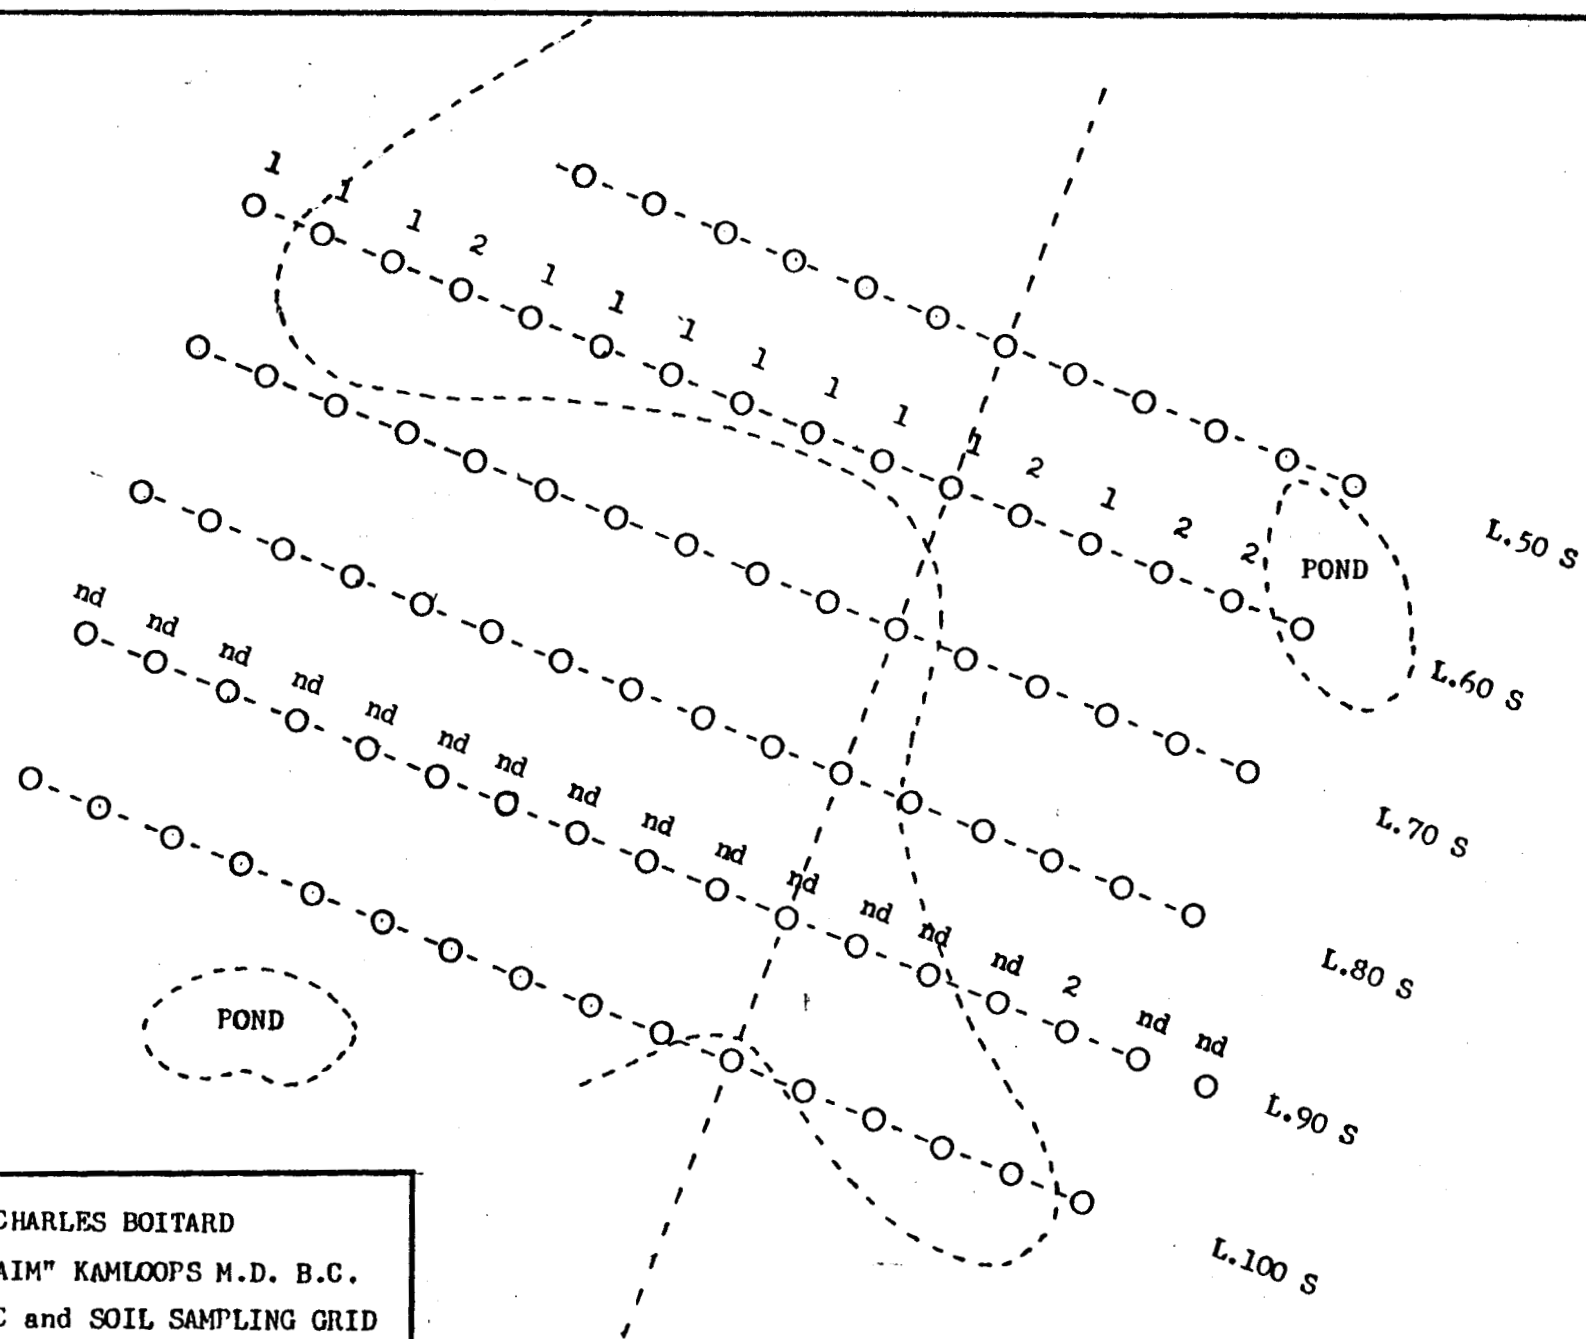 1 1 1 2 1 1 1 1 1 1 1 2 1 2 2
POND
L.50 S
L.60 S
L.70 S
L.80 S
nd nd nd nd nd nd nd nd nd nd nd nd nd nd 2 nd nd
L.90 S
L.100 S
POND
CHARLES BOITARD
AIM" KAMLOOPS M.D. B.C.
C and SOIL SAMPLING GRID